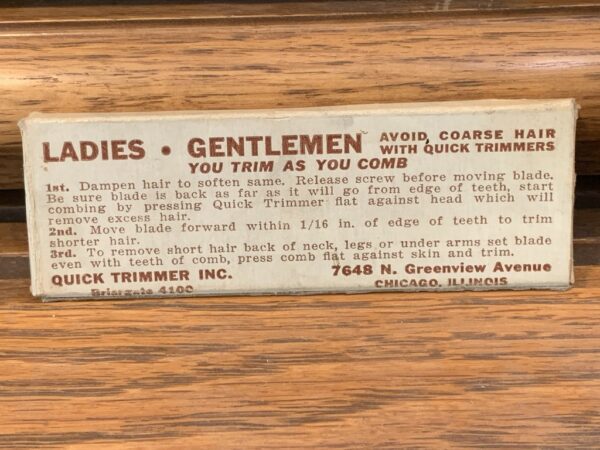 LADIES • GENTLEMEN AVOID COARSE HAIR
WITH QUICK TRIMMERS
YOU TRIM AS YOU COMB
1st. Dampen hair to soften same. Release screw before moving blade.
Be sure blade is back as far as it will go from edge of teeth, start
combing by pressing Quick Trimmer flat against head which will
remove excess hair.
2nd. Move blade forward within 1/16 in. of edge of teeth to trim
shorter hair.
3rd. To remove short hair back of neck, legs or under arms set blade
even with teeth of comb, press comb flat against skin and trim.
QUICK TRIMMER INC. 7648 N. Greenview Avenue
Briargate 4100 CHICAGO, ILLINOIS